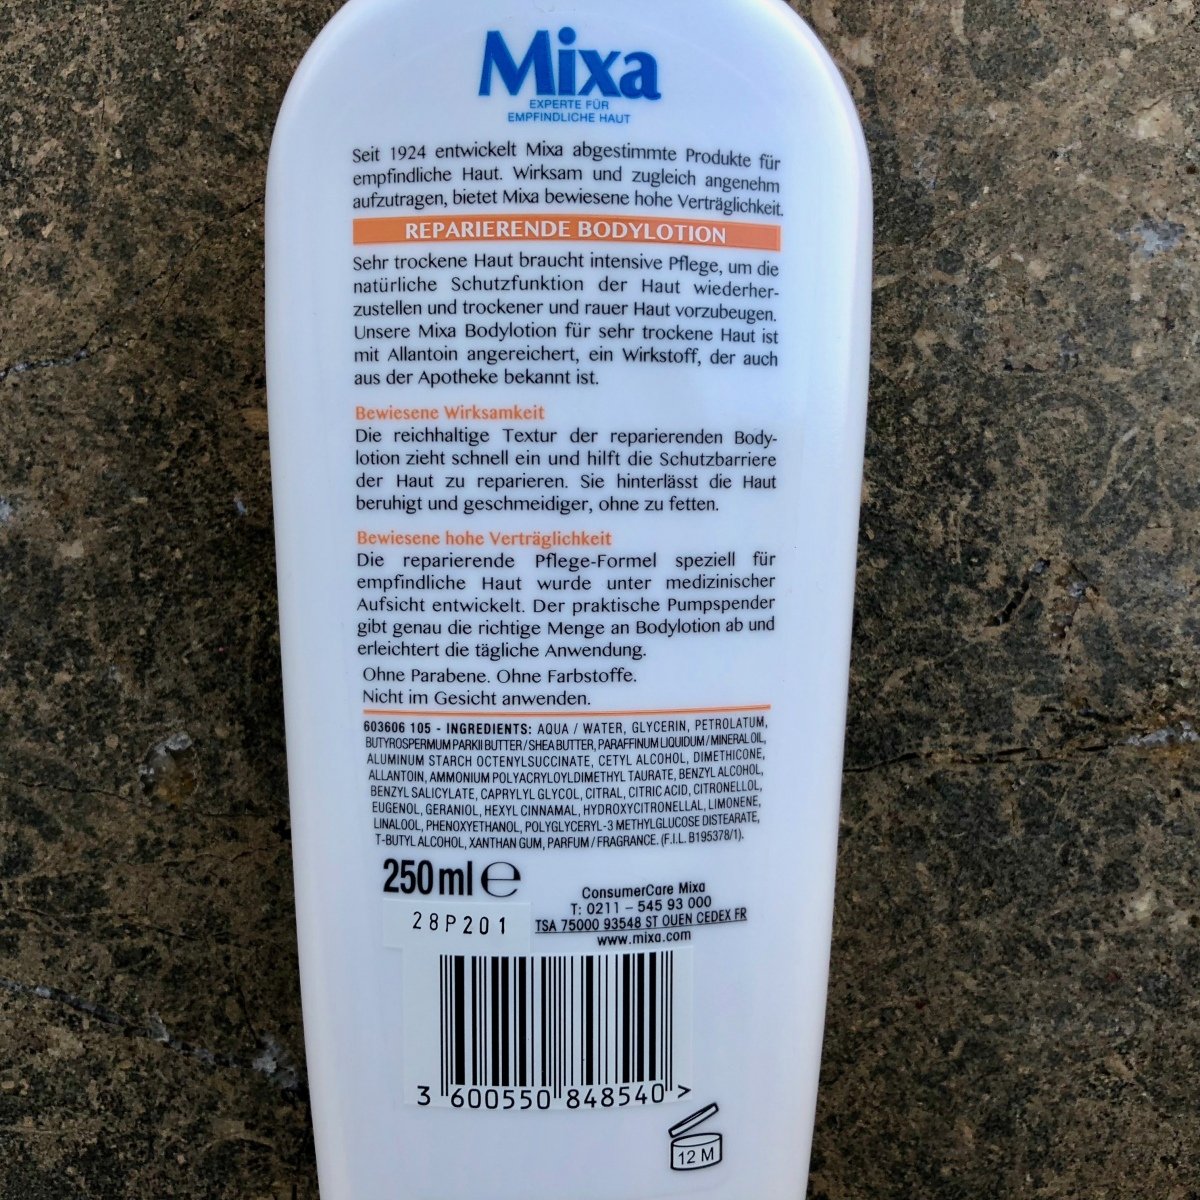 Mixa
EXPERTE FÜR
EMPFINDLICHE HAUT
Seit 1924 entwickelt Mixa abgestimmte Produkte für
empfindliche Haut. Wirksam und zugleich angenehm
aufzutragen, bietet Mixa bewiesene hohe Verträglichkeit.
REPARIERENDE BODYLOTION
Sehr trockene Haut braucht intensive Pflege, um die
natürliche Schutzfunktion der Haut wiederher-
zustellen und trockener und rauer Haut vorzubeugen.
Unsere Mixa Bodylotion für sehr trockene Haut ist
mit Allantoin angereichert, ein Wirkstoff, der auch
aus der Apotheke bekannt ist.
Bewiesene Wirksamkeit
Die reichhaltige Textur der reparierenden Body-
lotion zieht schnell ein und hilft die Schutzbarriere
der Haut zu reparieren. Sie hinterlässt die Haut
beruhigt und geschmeidiger, ohne zu fetten.
Bewiesene hohe Verträglichkeit
Die reparierende Pflege-Formel speziell für
empfindliche Haut wurde unter medizinischer
Aufsicht entwickelt. Der praktische Pumpspender
gibt genau die richtige Menge an Bodylotion ab und
erleichtert die tägliche Anwendung.
Ohne Parabene. Ohne Farbstoffe.
Nicht im Gesicht anwenden.
603606 105 - INGREDIENTS: AQUA / WATER, GLYCERIN, PETROLATUM,
BUTYROSPERMUM PARKII BUTTER / SHEA BUTTER, PARAFFINUM LIQUIDUM / MINERAL OIL,
ALUMINUM STARCH OCTENYLSUCCINATE, CETYL ALCOHOL, DIMETHICONE,
ALLANTOIN, AMMONIUM POLYACRYLOYLDIMETHYL TAURATE, BENZYL ALCOHOL,
BENZYL SALICYLATE, CAPRYLYL GLYCOL, CITRAL, CITRIC ACID, CITRONELLOL,
EUGENOL, GERANIOL, HEXYL CINNAMAL, HYDROXYCITRONELLAL, LIMONENE,
LINALOOL, PHENOXYETHANOL, POLYGLYCERYL-3 METHYLGLUCOSE DISTEARATE,
T-BUTYL ALCOHOL, XANTHAN GUM, PARFUM / FRAGRANCE. (F.I.L. B195378/1).
250ml ℮
28P201
ConsumerCare Mixa
T: 0211 – 545 93 000
TSA 75000 93548 ST OUEN CEDEX FR
www.mixa.com
3 600550 848540 >
12 M